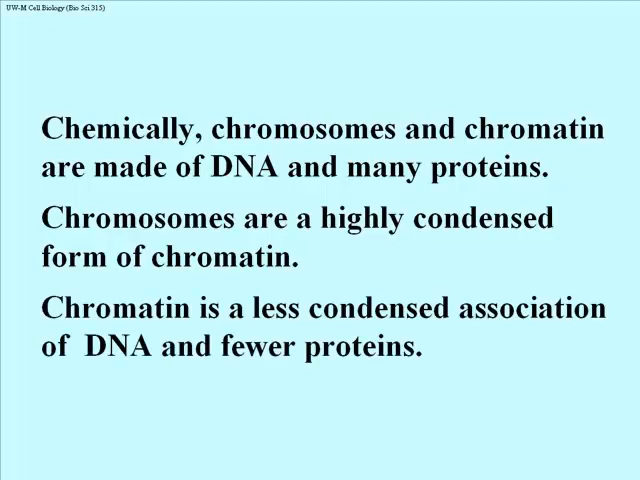 UW-M Cell Biology (Bio Sci 315)
Chemically, chromosomes and chromatin
are made of DNA and many proteins.
Chromosomes are a highly condensed
form of chromatin.
Chromatin is a less condensed association
of DNA and fewer proteins.